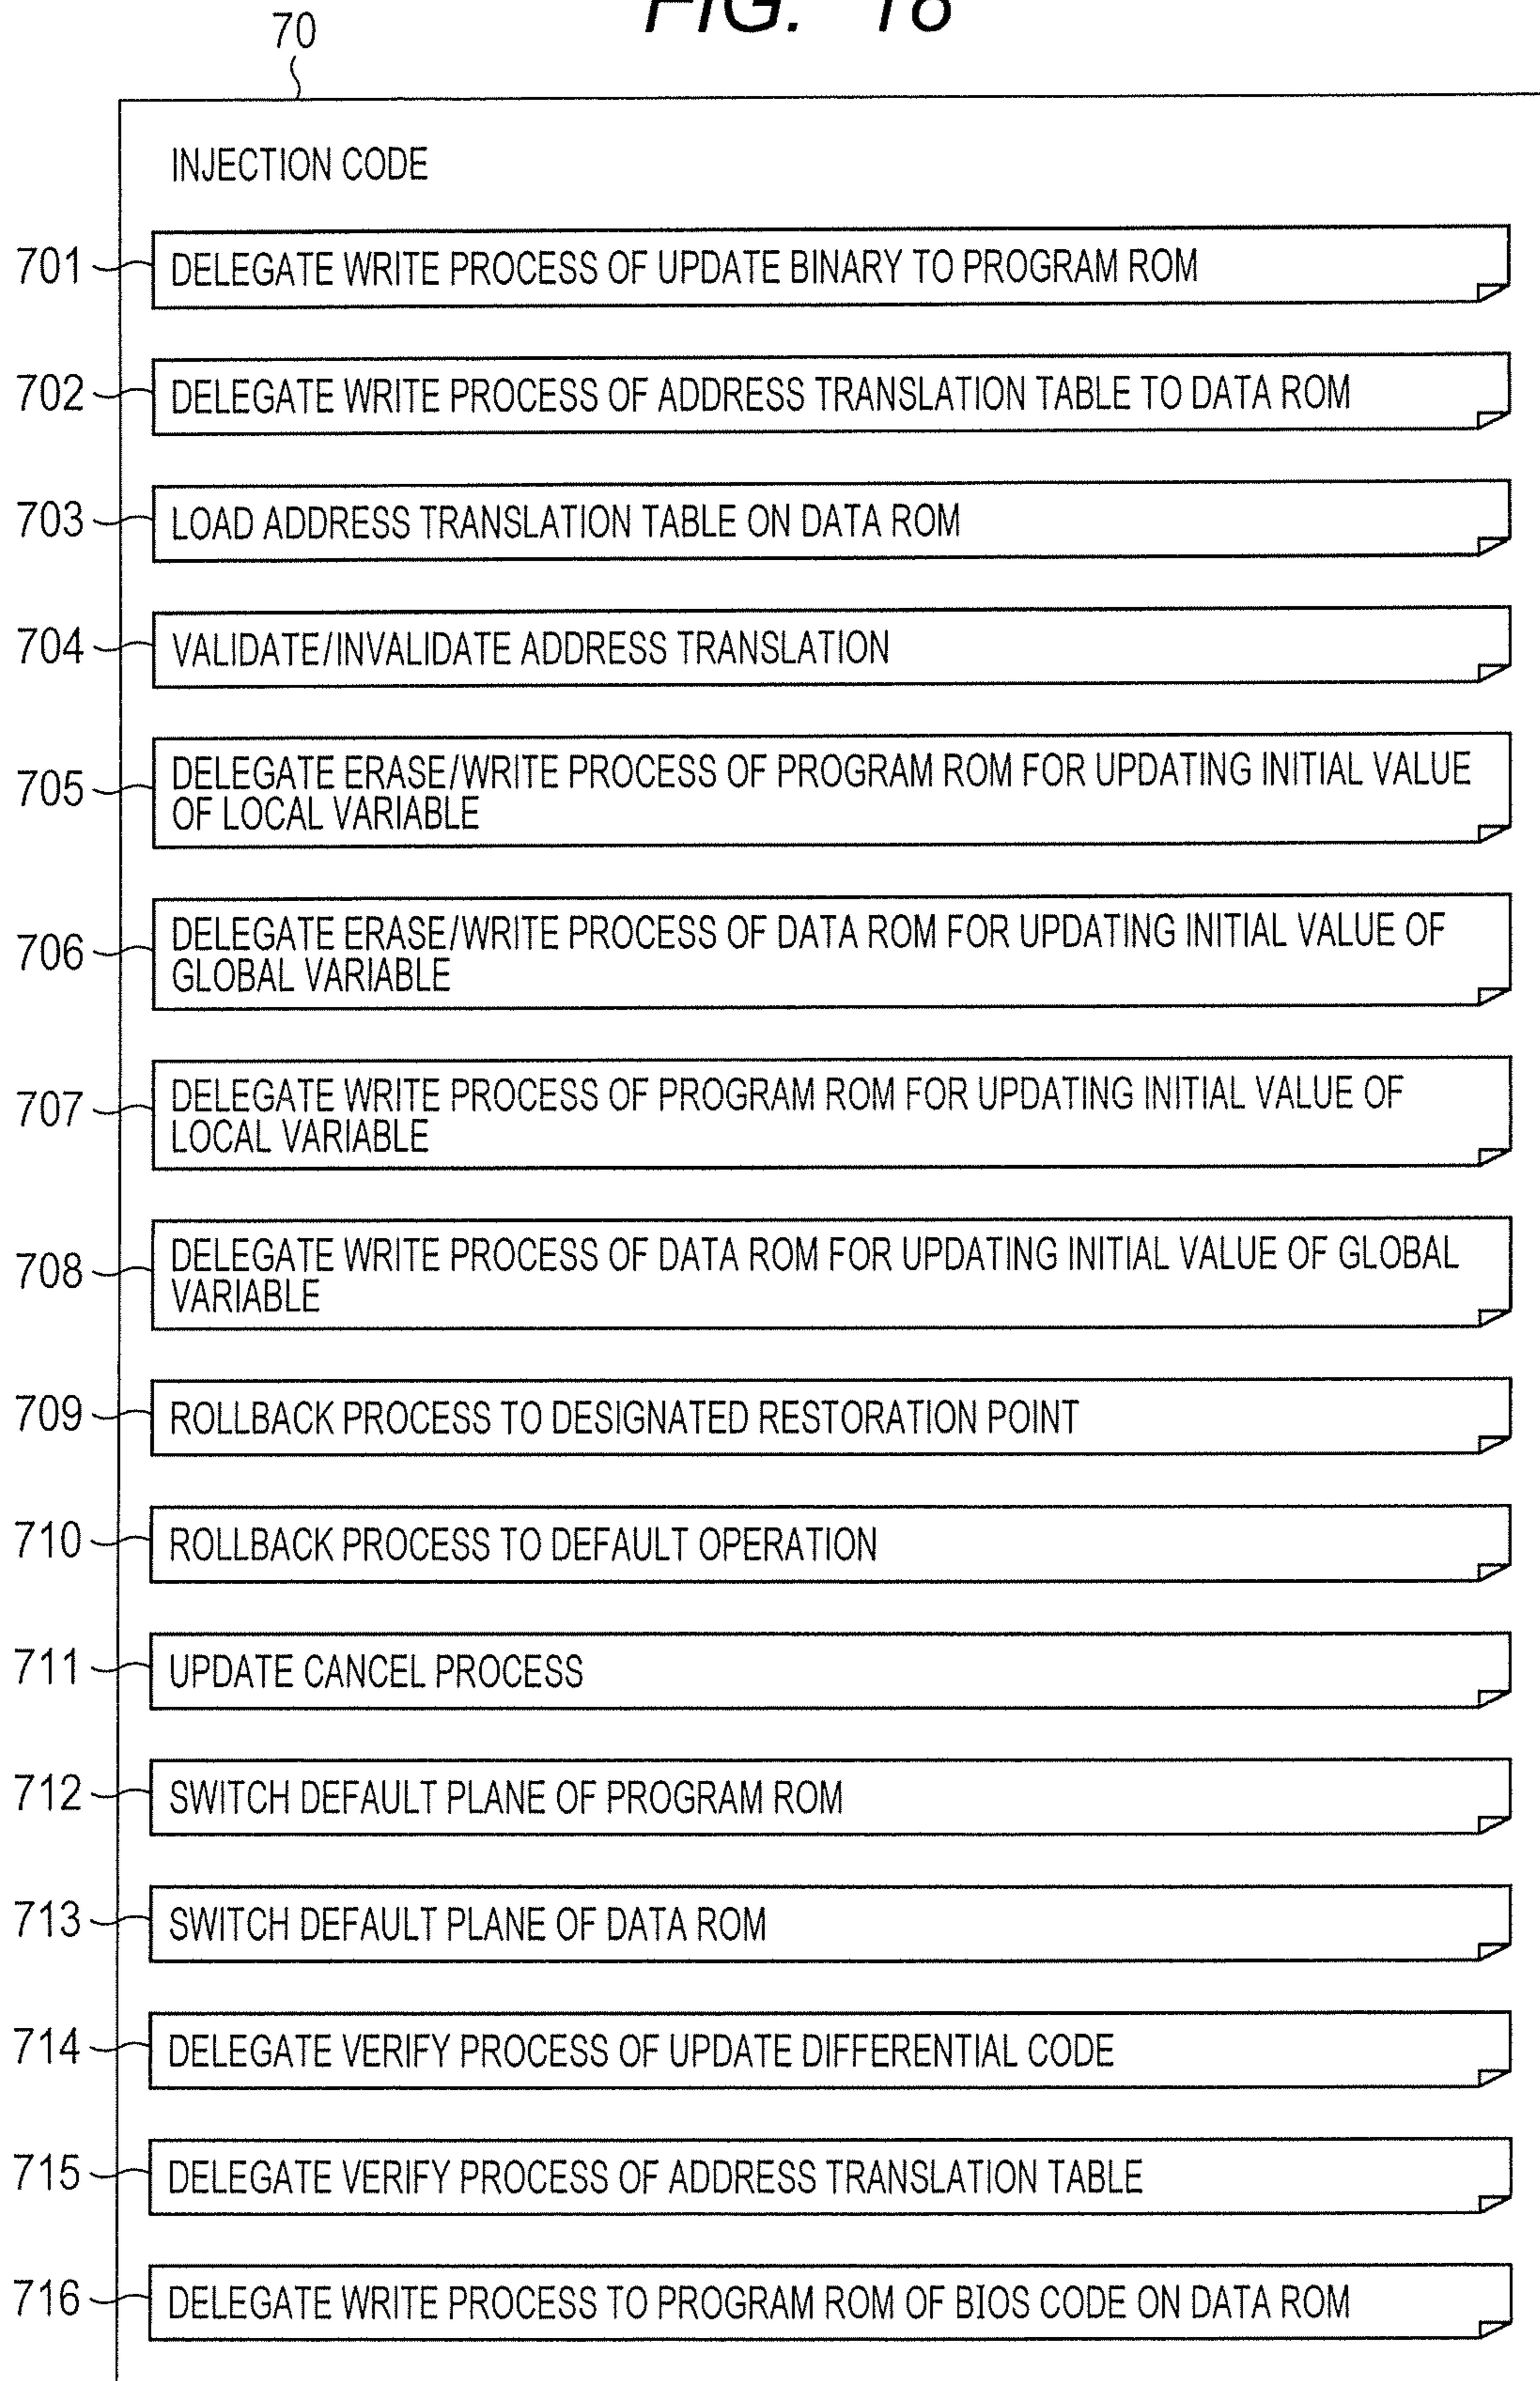 FIG. 18
70
INJECTION CODE
701 DELEGATE WRITE PROCESS OF UPDATE BINARY TO PROGRAM ROM
702 DELEGATE WRITE PROCESS OF ADDRESS TRANSLATION TABLE TO DATA ROM
703 LOAD ADDRESS TRANSLATION TABLE ON DATA ROM
704 VALIDATE/INVALIDATE ADDRESS TRANSLATION
705 DELEGATE ERASE/WRITE PROCESS OF PROGRAM ROM FOR UPDATING INITIAL VALUE
OF LOCAL VARIABLE
706 DELEGATE ERASE/WRITE PROCESS OF DATA ROM FOR UPDATING INITIAL VALUE OF
GLOBAL VARIABLE
707 DELEGATE WRITE PROCESS OF PROGRAM ROM FOR UPDATING INITIAL VALUE OF
LOCAL VARIABLE
708 DELEGATE WRITE PROCESS OF DATA ROM FOR UPDATING INITIAL VALUE OF GLOBAL
VARIABLE
709 ROLLBACK PROCESS TO DESIGNATED RESTORATION POINT
710 ROLLBACK PROCESS TO DEFAULT OPERATION
711 UPDATE CANCEL PROCESS
712 SWITCH DEFAULT PLANE OF PROGRAM ROM
713 SWITCH DEFAULT PLANE OF DATA ROM
714 DELEGATE VERIFY PROCESS OF UPDATE DIFFERENTIAL CODE
715 DELEGATE VERIFY PROCESS OF ADDRESS TRANSLATION TABLE
716 DELEGATE WRITE PROCESS TO PROGRAM ROM OF BIOS CODE ON DATA ROM